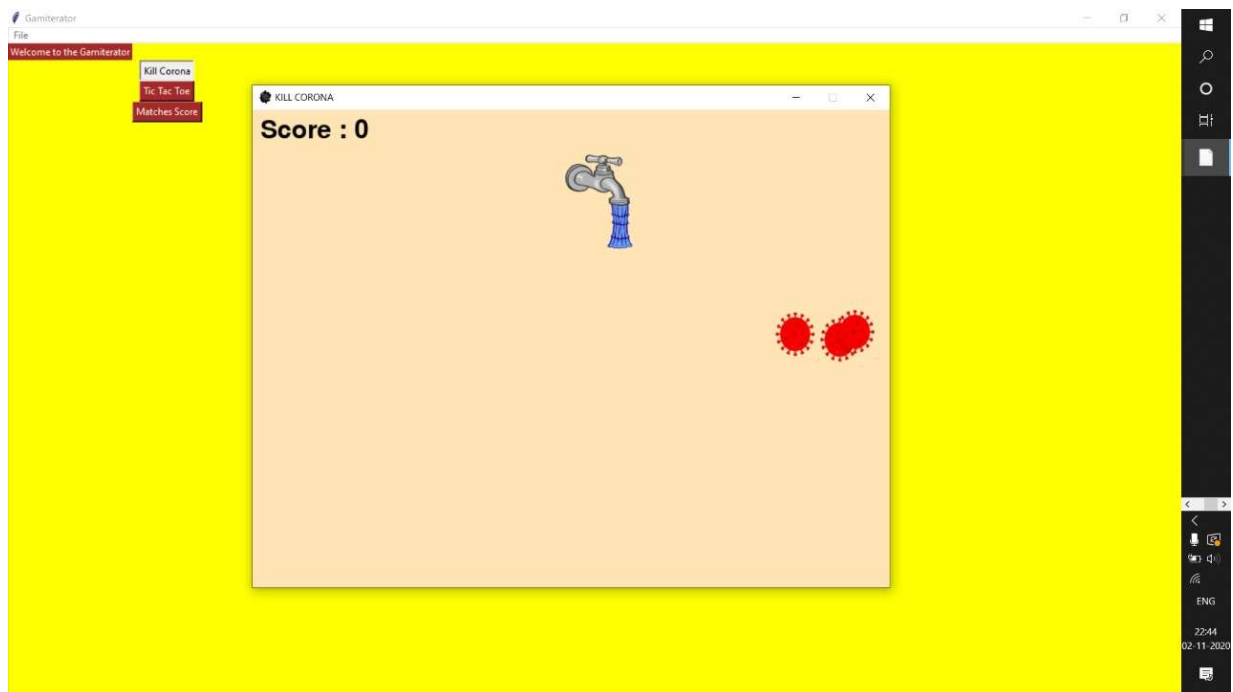 Gamiterator
File
Welcome to the Gamiterator
Kill Corona
Tic Tac Toe
Matches Score
KILL CORONA
Score : 0
ENG
22:44
02-11-2020